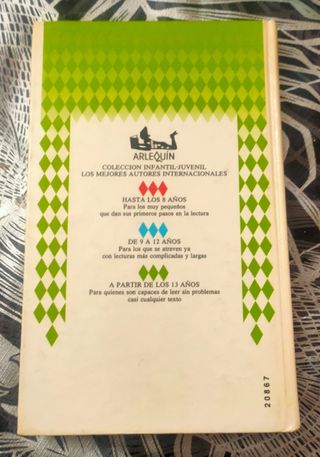 ARLEQUÍN
COLECCION INFANTIL-JUVENIL
LOS MEJORES AUTORES INTERNACIONALES
HASTA LOS 8 AÑOS
Para los muy pequeños
que dan sus primeros pasos en la lectura
DE 9 A 12 AÑOS
Para los que se atreven ya
con lecturas más complicadas y largas
A PARTIR DE LOS 13 AÑOS
Para quienes son capaces de leer sin problemas
casi cualquier texto
20867